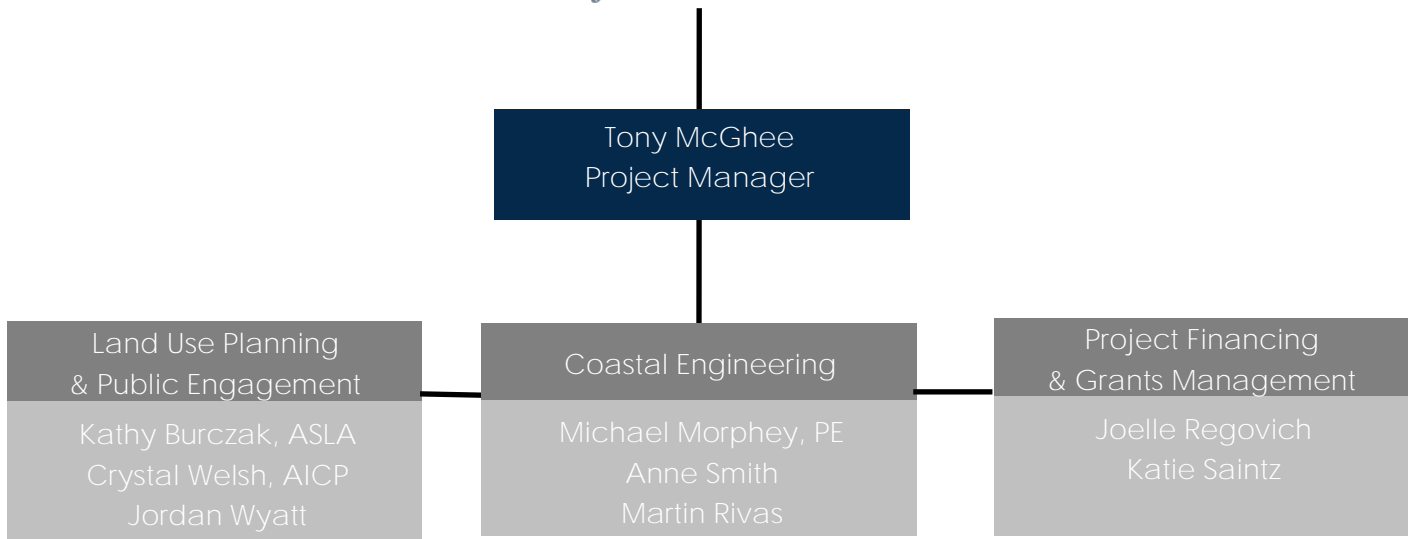 Tony McGhee
Project Manager
Land Use Planning
& Public Engagement
Kathy Burczak, ASLA
Crystal Welsh, AICP
Jordan Wyatt
Coastal Engineering
Michael Morphey, PE
Anne Smith
Martin Rivas
Project Financing
& Grants Management
Joelle Regovich
Katie Saintz